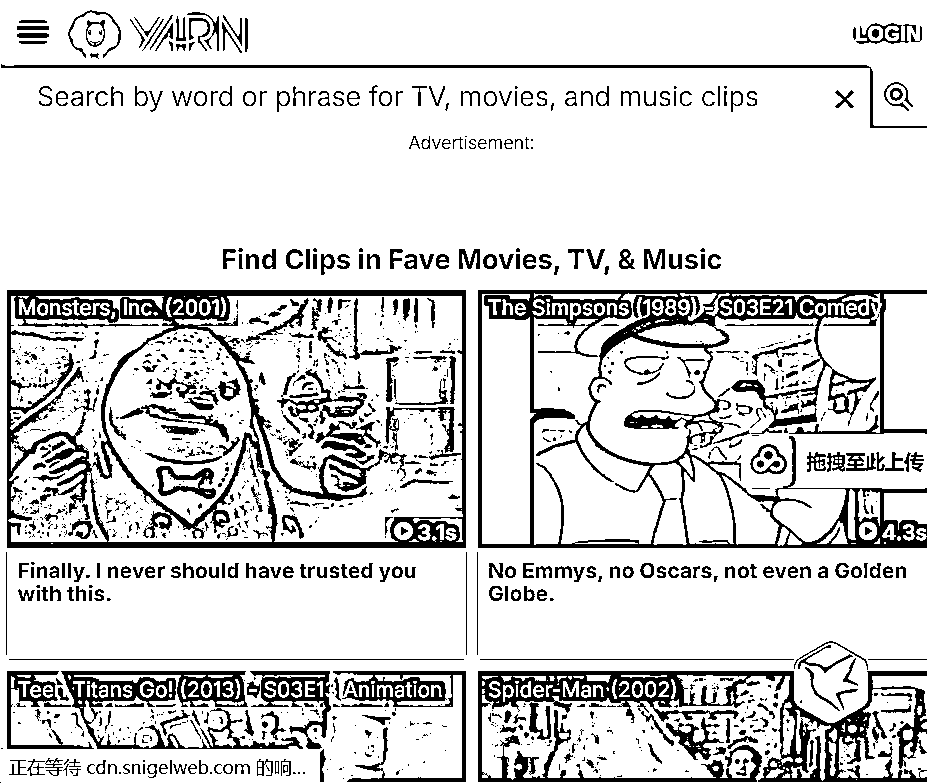 YARN
LOGIN
Search by word or phrase for TV, movies, and music clips
Advertisement:
Find Clips in Fave Movies, TV, & Music
Monsters, Inc. (2001)
The Simpsons (1989) - S03E21 Comedy
拖拽至此上传
3.1s
4.3s
Finally. I never should have trusted you
with this.
No Emmys, no Oscars, not even a Golden
Globe.
Teen Titans Go! (2013) - S03E13 Animation
Spider-Man (2002)
正在等待 cdn.snigelweb.com 的响...